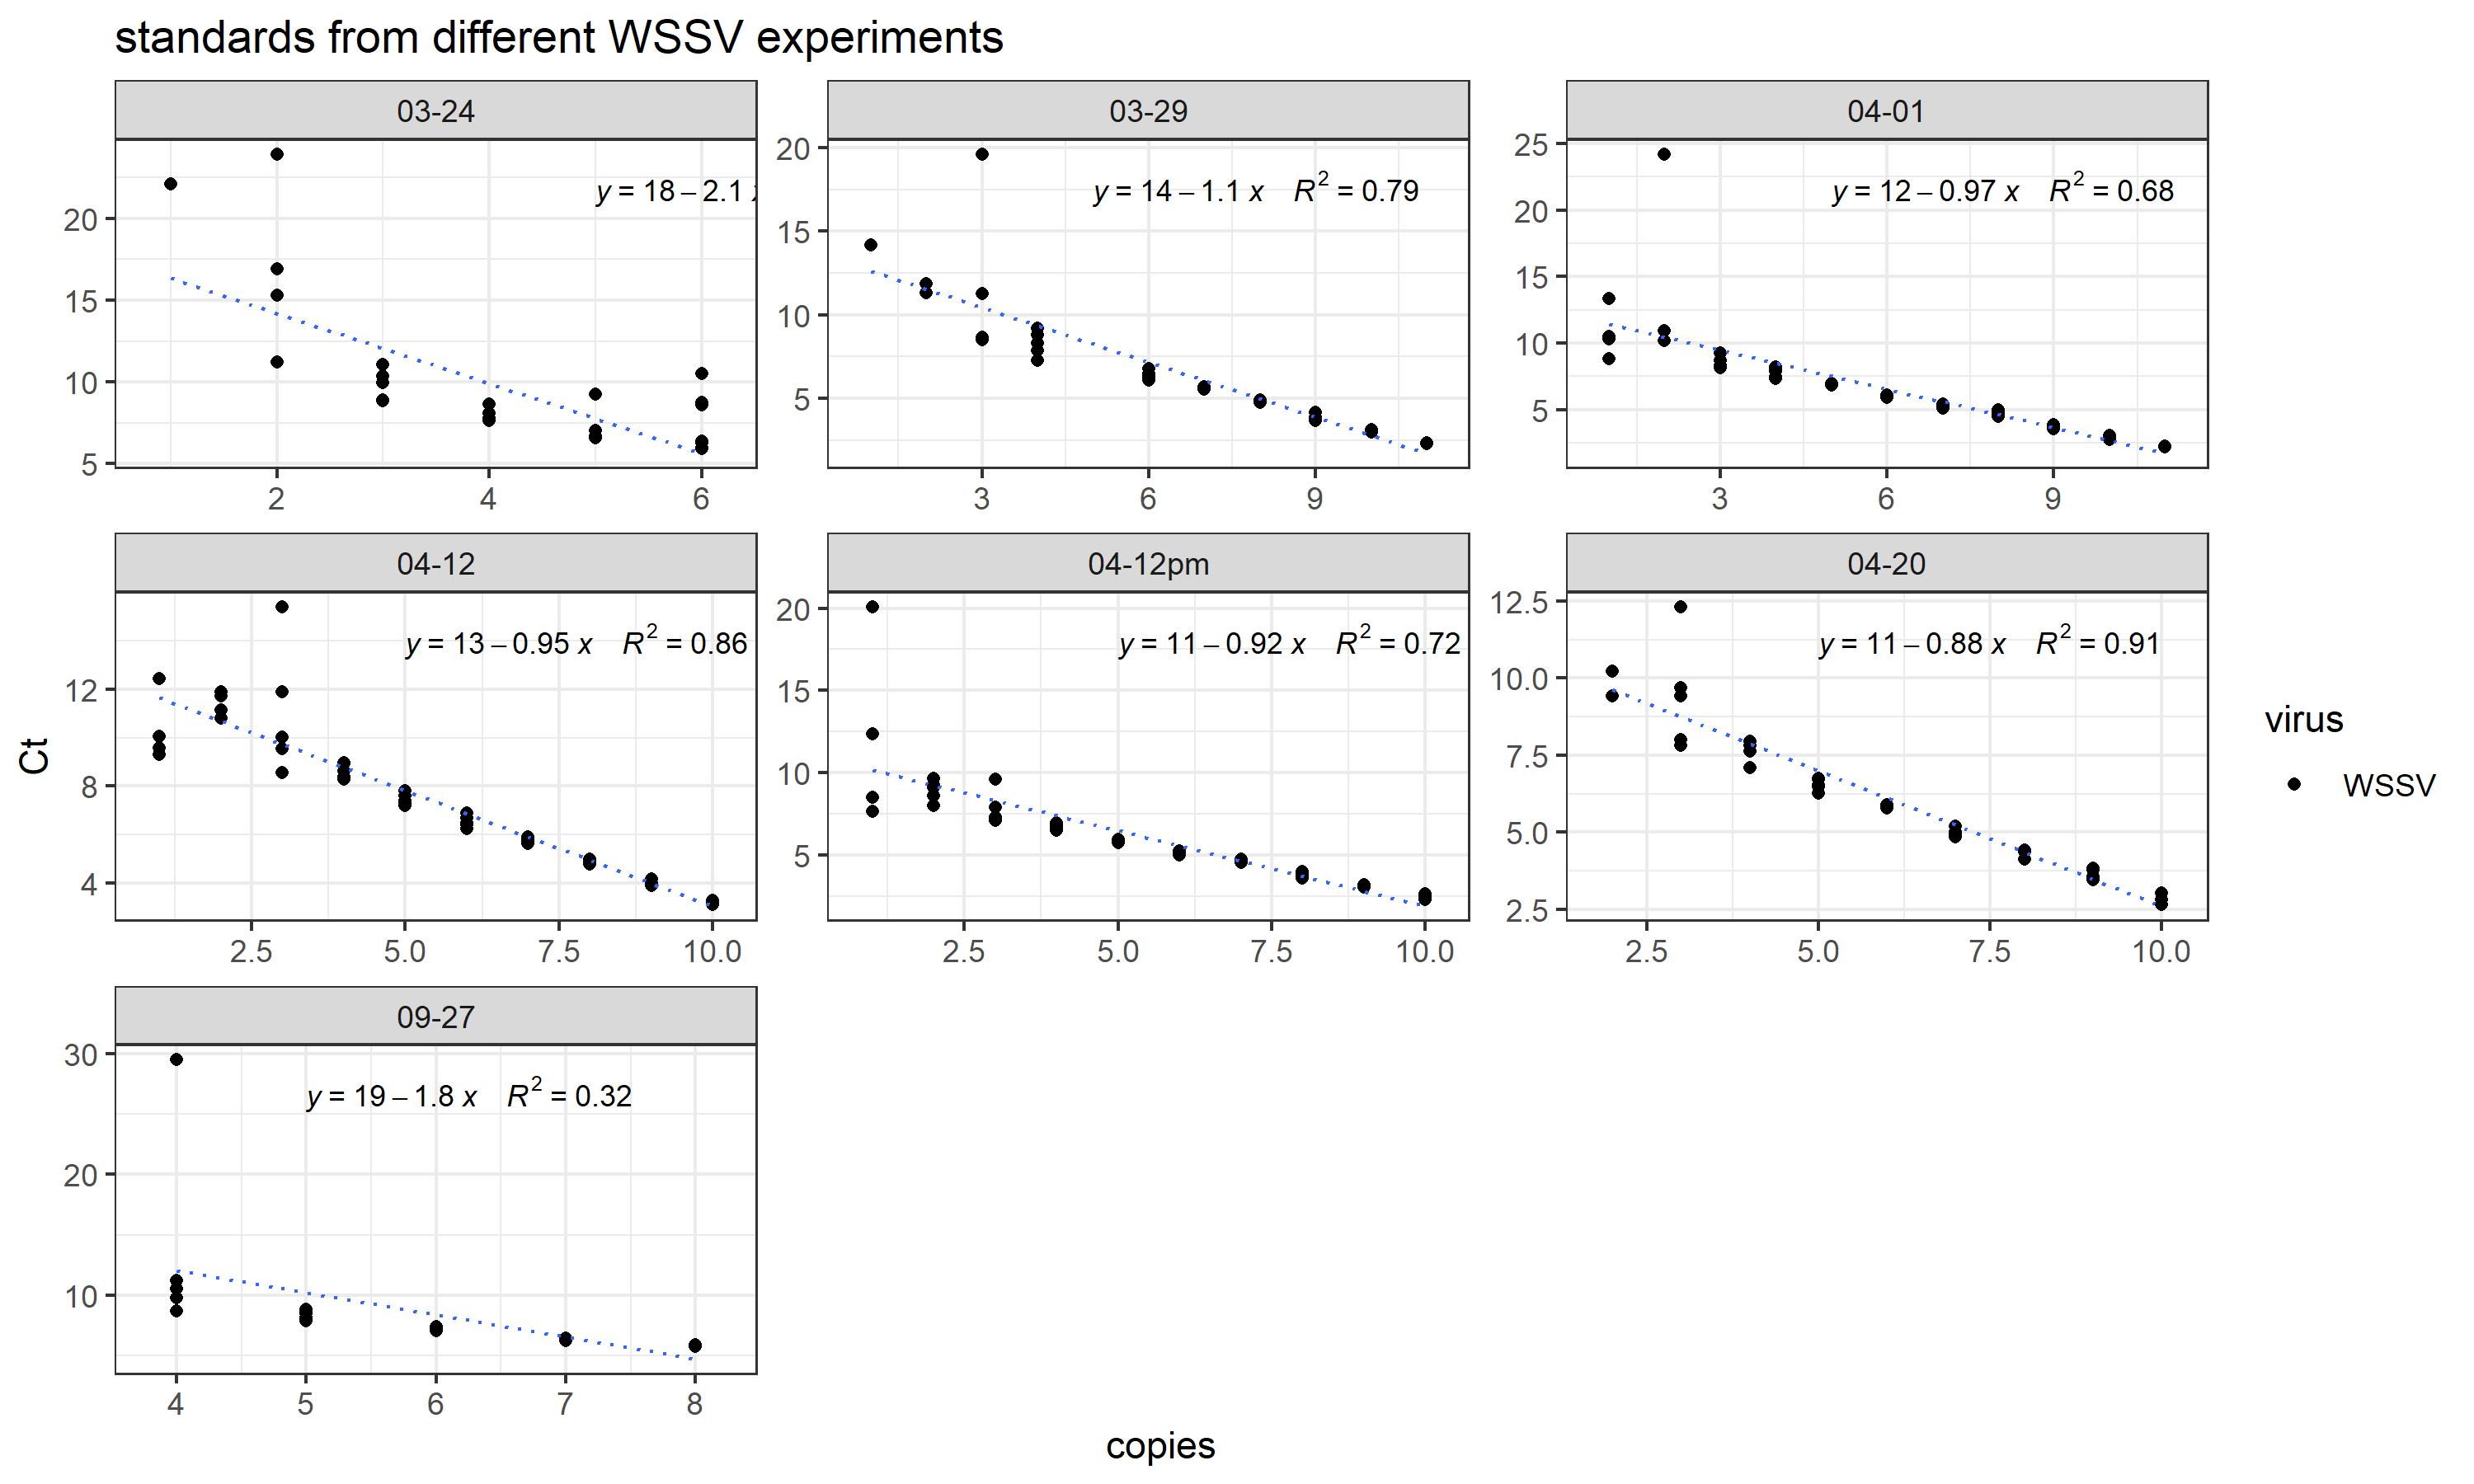 standards from different WSSV experiments
03-24
03-29
04-01
y = 18 – 2.1 x
y = 14 – 1.1 x R² = 0.79
y = 12 – 0.97 x R² = 0.68
20
15
10
5
2 4 6
20
15
10
5
3 6 9
25
20
15
10
5
3 6 9
04-12
04-12pm
04-20
y = 13 – 0.95 x R² = 0.86
y = 11 – 0.92 x R² = 0.72
y = 11 – 0.88 x R² = 0.91
12
8
4
2.5 5.0 7.5 10.0
20
15
10
5
2.5 5.0 7.5 10.0
12.5
10.0
7.5
5.0
2.5
2.5 5.0 7.5 10.0
09-27
y = 19 – 1.8 x R² = 0.32
30
20
10
4 5 6 7 8
Ct
copies
virus
WSSV